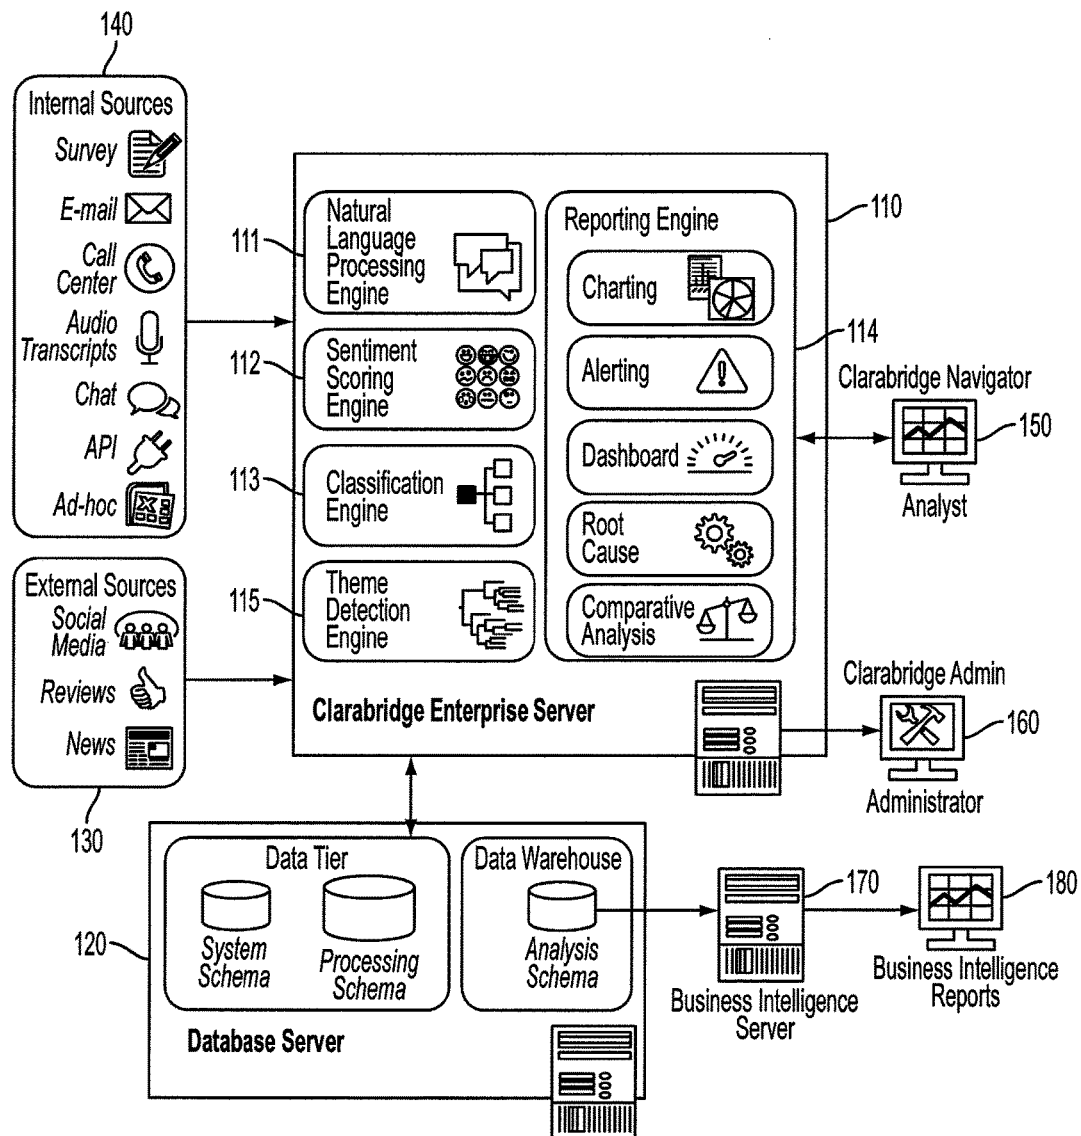 140
Internal Sources
Survey
E-mail
Call
Center
Audio
Transcripts
Chat
API
Ad-hoc
External Sources
Social
Media
Reviews
News
130
110
111
Natural
Language
Processing
Engine
112
Sentiment
Scoring
Engine
113
Classification
Engine
115
Theme
Detection
Engine
Reporting Engine
Charting
114
Alerting
Dashboard
Root
Cause
Comparative
Analysis
Clarabridge Enterprise Server
Clarabridge Navigator
150
Analyst
Clarabridge Admin
160
Administrator
120
Data Tier
System
Schema
Processing
Schema
Data Warehouse
Analysis
Schema
Database Server
170
Business Intelligence
Server
180
Business Intelligence
Reports